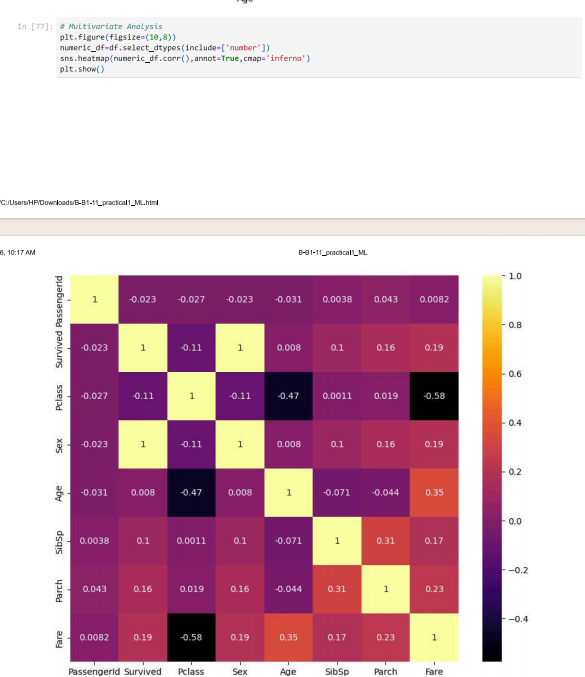 Age
In [77]: # Multivariate Analysis
plt.figure(figsize=(10,8))
numeric_df=df.select_dtypes(include=['number'])
sns.heatmap(numeric_df.corr(),annot=True,cmap='inferno')
plt.show()
/C:/Users/HP/Downloads/B-B1-11_practical1_ML.html
6, 10:17 AM B-B1-11_practical1_ML
PassengerId 1 -0.023 -0.027 -0.023 -0.031 0.0038 0.043 0.0082
Survived -0.023 1 -0.11 1 0.008 0.1 0.16 0.19
Pclass -0.027 -0.11 1 -0.11 -0.47 0.0011 0.019 -0.58
Sex -0.023 1 -0.11 1 0.008 0.1 0.16 0.19
Age -0.031 0.008 -0.47 0.008 1 -0.071 -0.044 0.35
SibSp 0.0038 0.1 0.0011 0.1 -0.071 1 0.31 0.17
Parch 0.043 0.16 0.019 0.16 -0.044 0.31 1 0.23
Fare 0.0082 0.19 -0.58 0.19 0.35 0.17 0.23 1
PassengerId Survived Pclass Sex Age SibSp Parch Fare
1.0
0.8
0.6
0.4
0.2
0.0
−0.2
−0.4